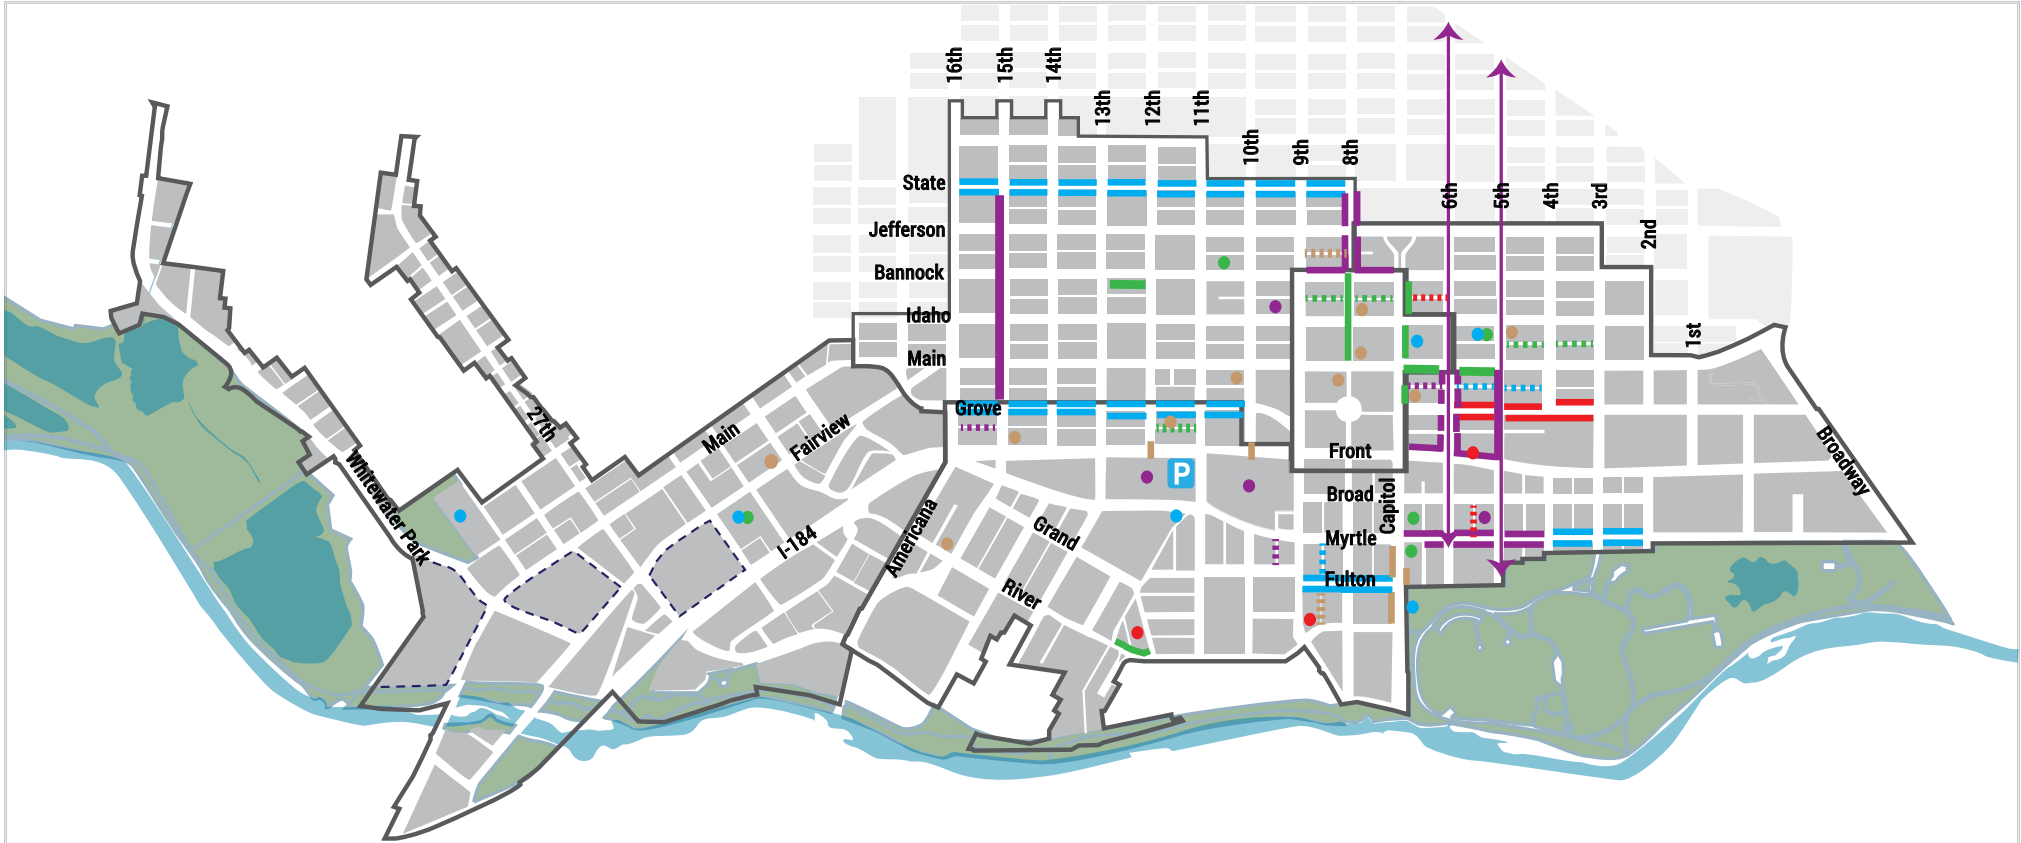 16th
15th
14th
13th
12th
11th
10th
9th
8th
6th
5th
4th
3rd
2nd
1st
State
Jefferson
Bannock
Idaho
Main
Grove
27th
Main
Fairview
Front
Broadway
Whitewater Park
P
Broad
Capitol
Americana
Grand
I-184
Myrtle
River
Fulton